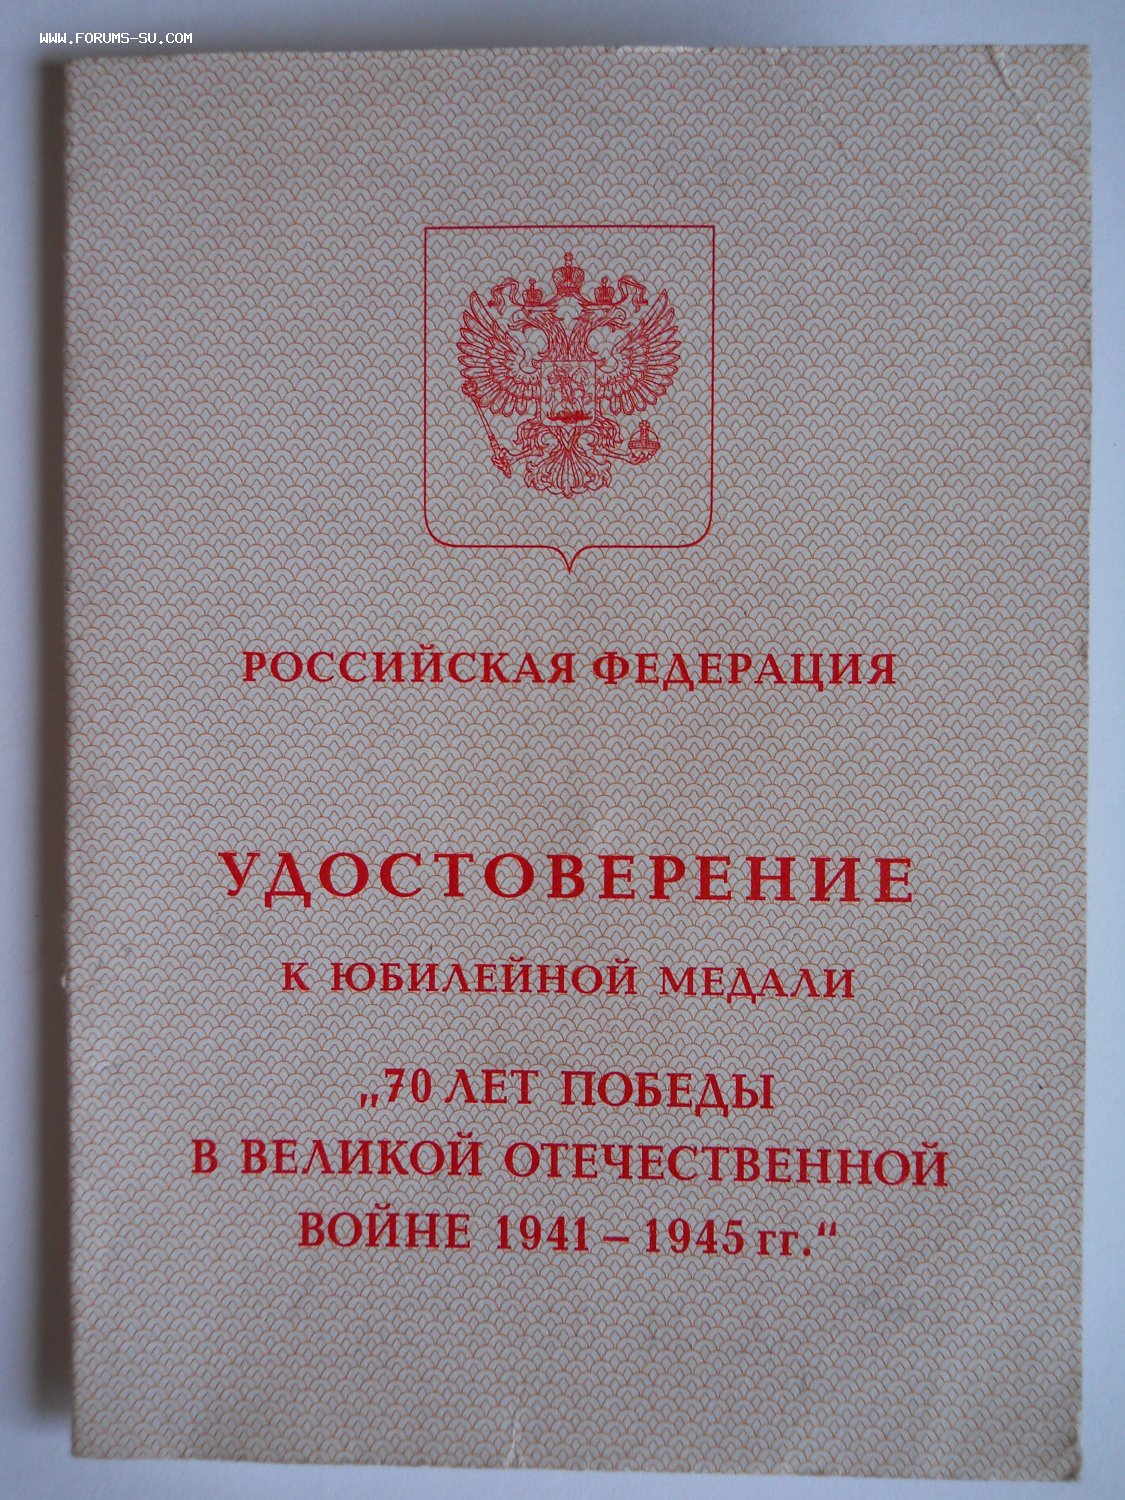 WWW.FORUMS-SU.COM
РОССИЙСКАЯ ФЕДЕРАЦИЯ
УДОСТОВЕРЕНИЕ
К ЮБИЛЕЙНОЙ МЕДАЛИ
„70 ЛЕТ ПОБЕДЫ
В ВЕЛИКОЙ ОТЕЧЕСТВЕННОЙ
ВОЙНЕ 1941 – 1945 гг.“